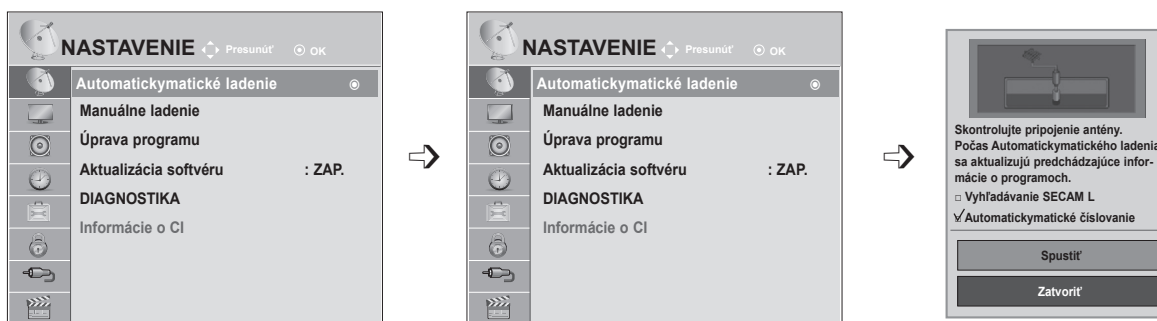 NASTAVENIE Presunúť OK
Automatickymatické ladenie
Manuálne ladenie
Úprava programu
Aktualizácia softvéru : ZAP.
DIAGNOSTIKA
Informácie o CI
NASTAVENIE Presunúť OK
Automatickymatické ladenie
Manuálne ladenie
Úprava programu
Aktualizácia softvéru : ZAP.
DIAGNOSTIKA
Informácie o CI
Skontrolujte pripojenie antény.
Počas Automatickymatického ladenia
sa aktualizujú predchádzajúce infor-
mácie o programoch.
Vyhľadávanie SECAM L
Automatickymatické číslovanie
Spustiť
Zatvoriť